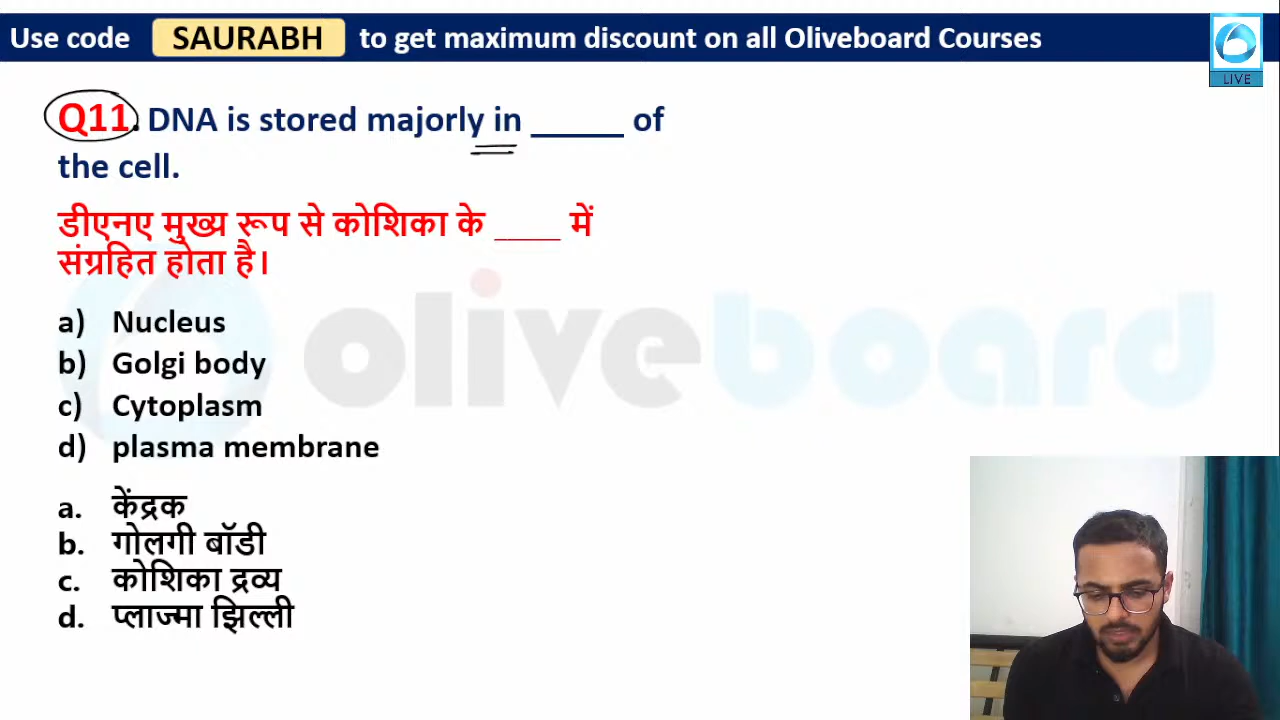 Use code SAURABH to get maximum discount on all Oliveboard Courses
LIVE
Q11. DNA is stored majorly in ______ of
the cell.
डीएनए मुख्य रूप से कोशिका के ____ में
संग्रहित होता है।
oliveboard
a) Nucleus
b) Golgi body
c) Cytoplasm
d) plasma membrane
a. केंद्रक
b. गोलगी बॉडी
c. कोशिका द्रव्य
d. प्लाज्मा झिल्ली